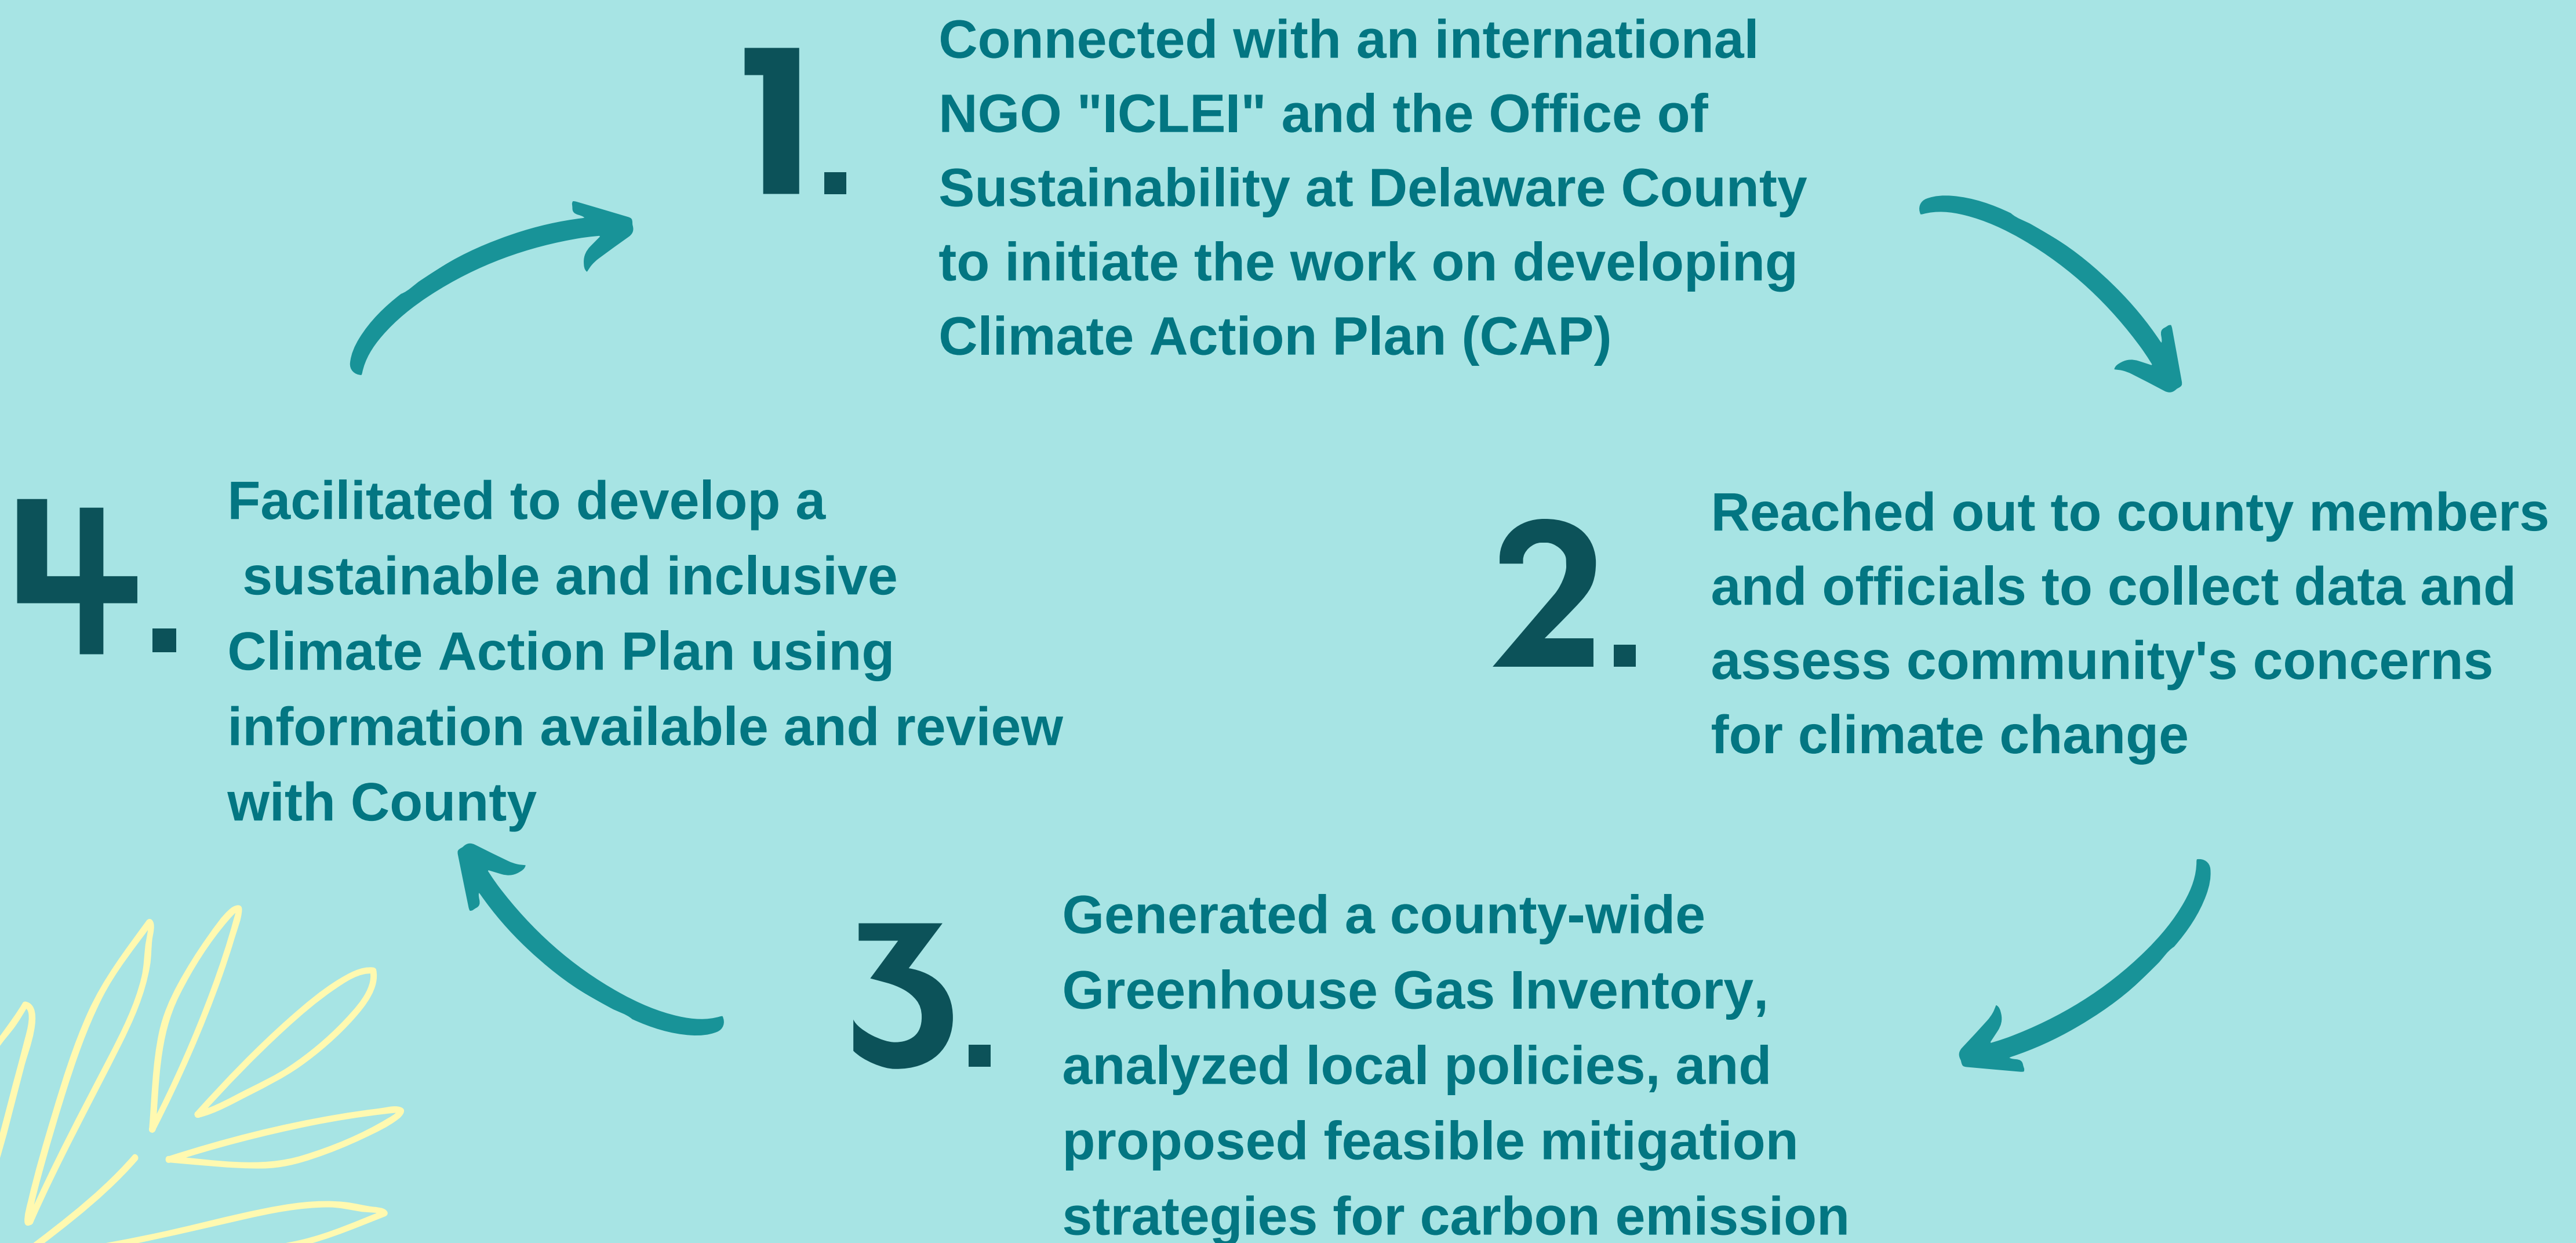 1.
Connected with an international
NGO "ICLEI" and the Office of
Sustainability at Delaware County
to initiate the work on developing
Climate Action Plan (CAP)
2.
Reached out to county members
and officials to collect data and
assess community's concerns
for climate change
3.
Generated a county-wide
Greenhouse Gas Inventory,
analyzed local policies, and
proposed feasible mitigation
strategies for carbon emission
4.
Facilitated to develop a
sustainable and inclusive
Climate Action Plan using
information available and review
with County